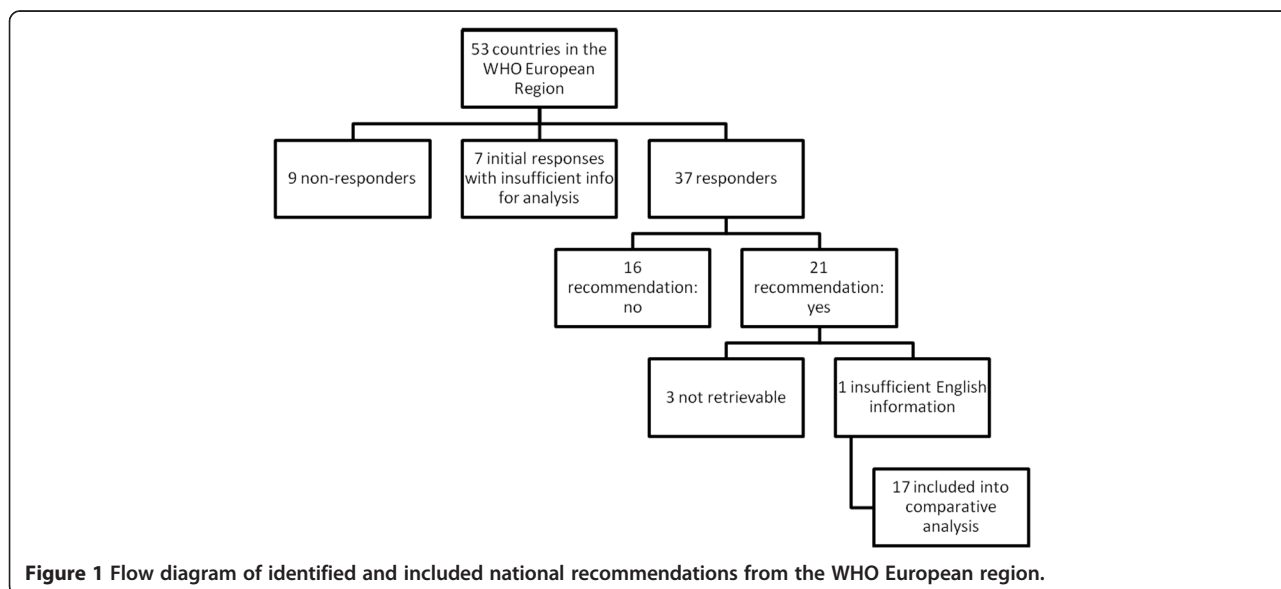 53 countries in the
WHO European
Region
9 non-responders
7 initial responses
with insufficient info
for analysis
37 responders
16
recommendation:
no
21
recommendation:
yes
3 not retrievable
1 insufficient English
information
17 included into
comparative
analysis
Figure 1 Flow diagram of identified and included national recommendations from the WHO European region.